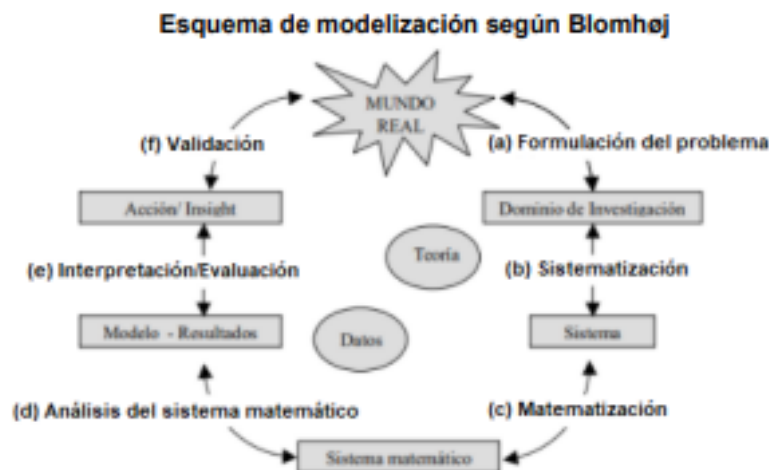 Esquema de modelización según Blomhøj
MUNDO
REAL
(f) Validación
(a) Formulación del problema
Acción/ Insight
Dominio de Investigación
Teoría
(e) Interpretación/Evaluación
(b) Sistematización
Modelo - Resultados
Datos
Sistema
(d) Análisis del sistema matemático
(c) Matematización
Sistema matemático